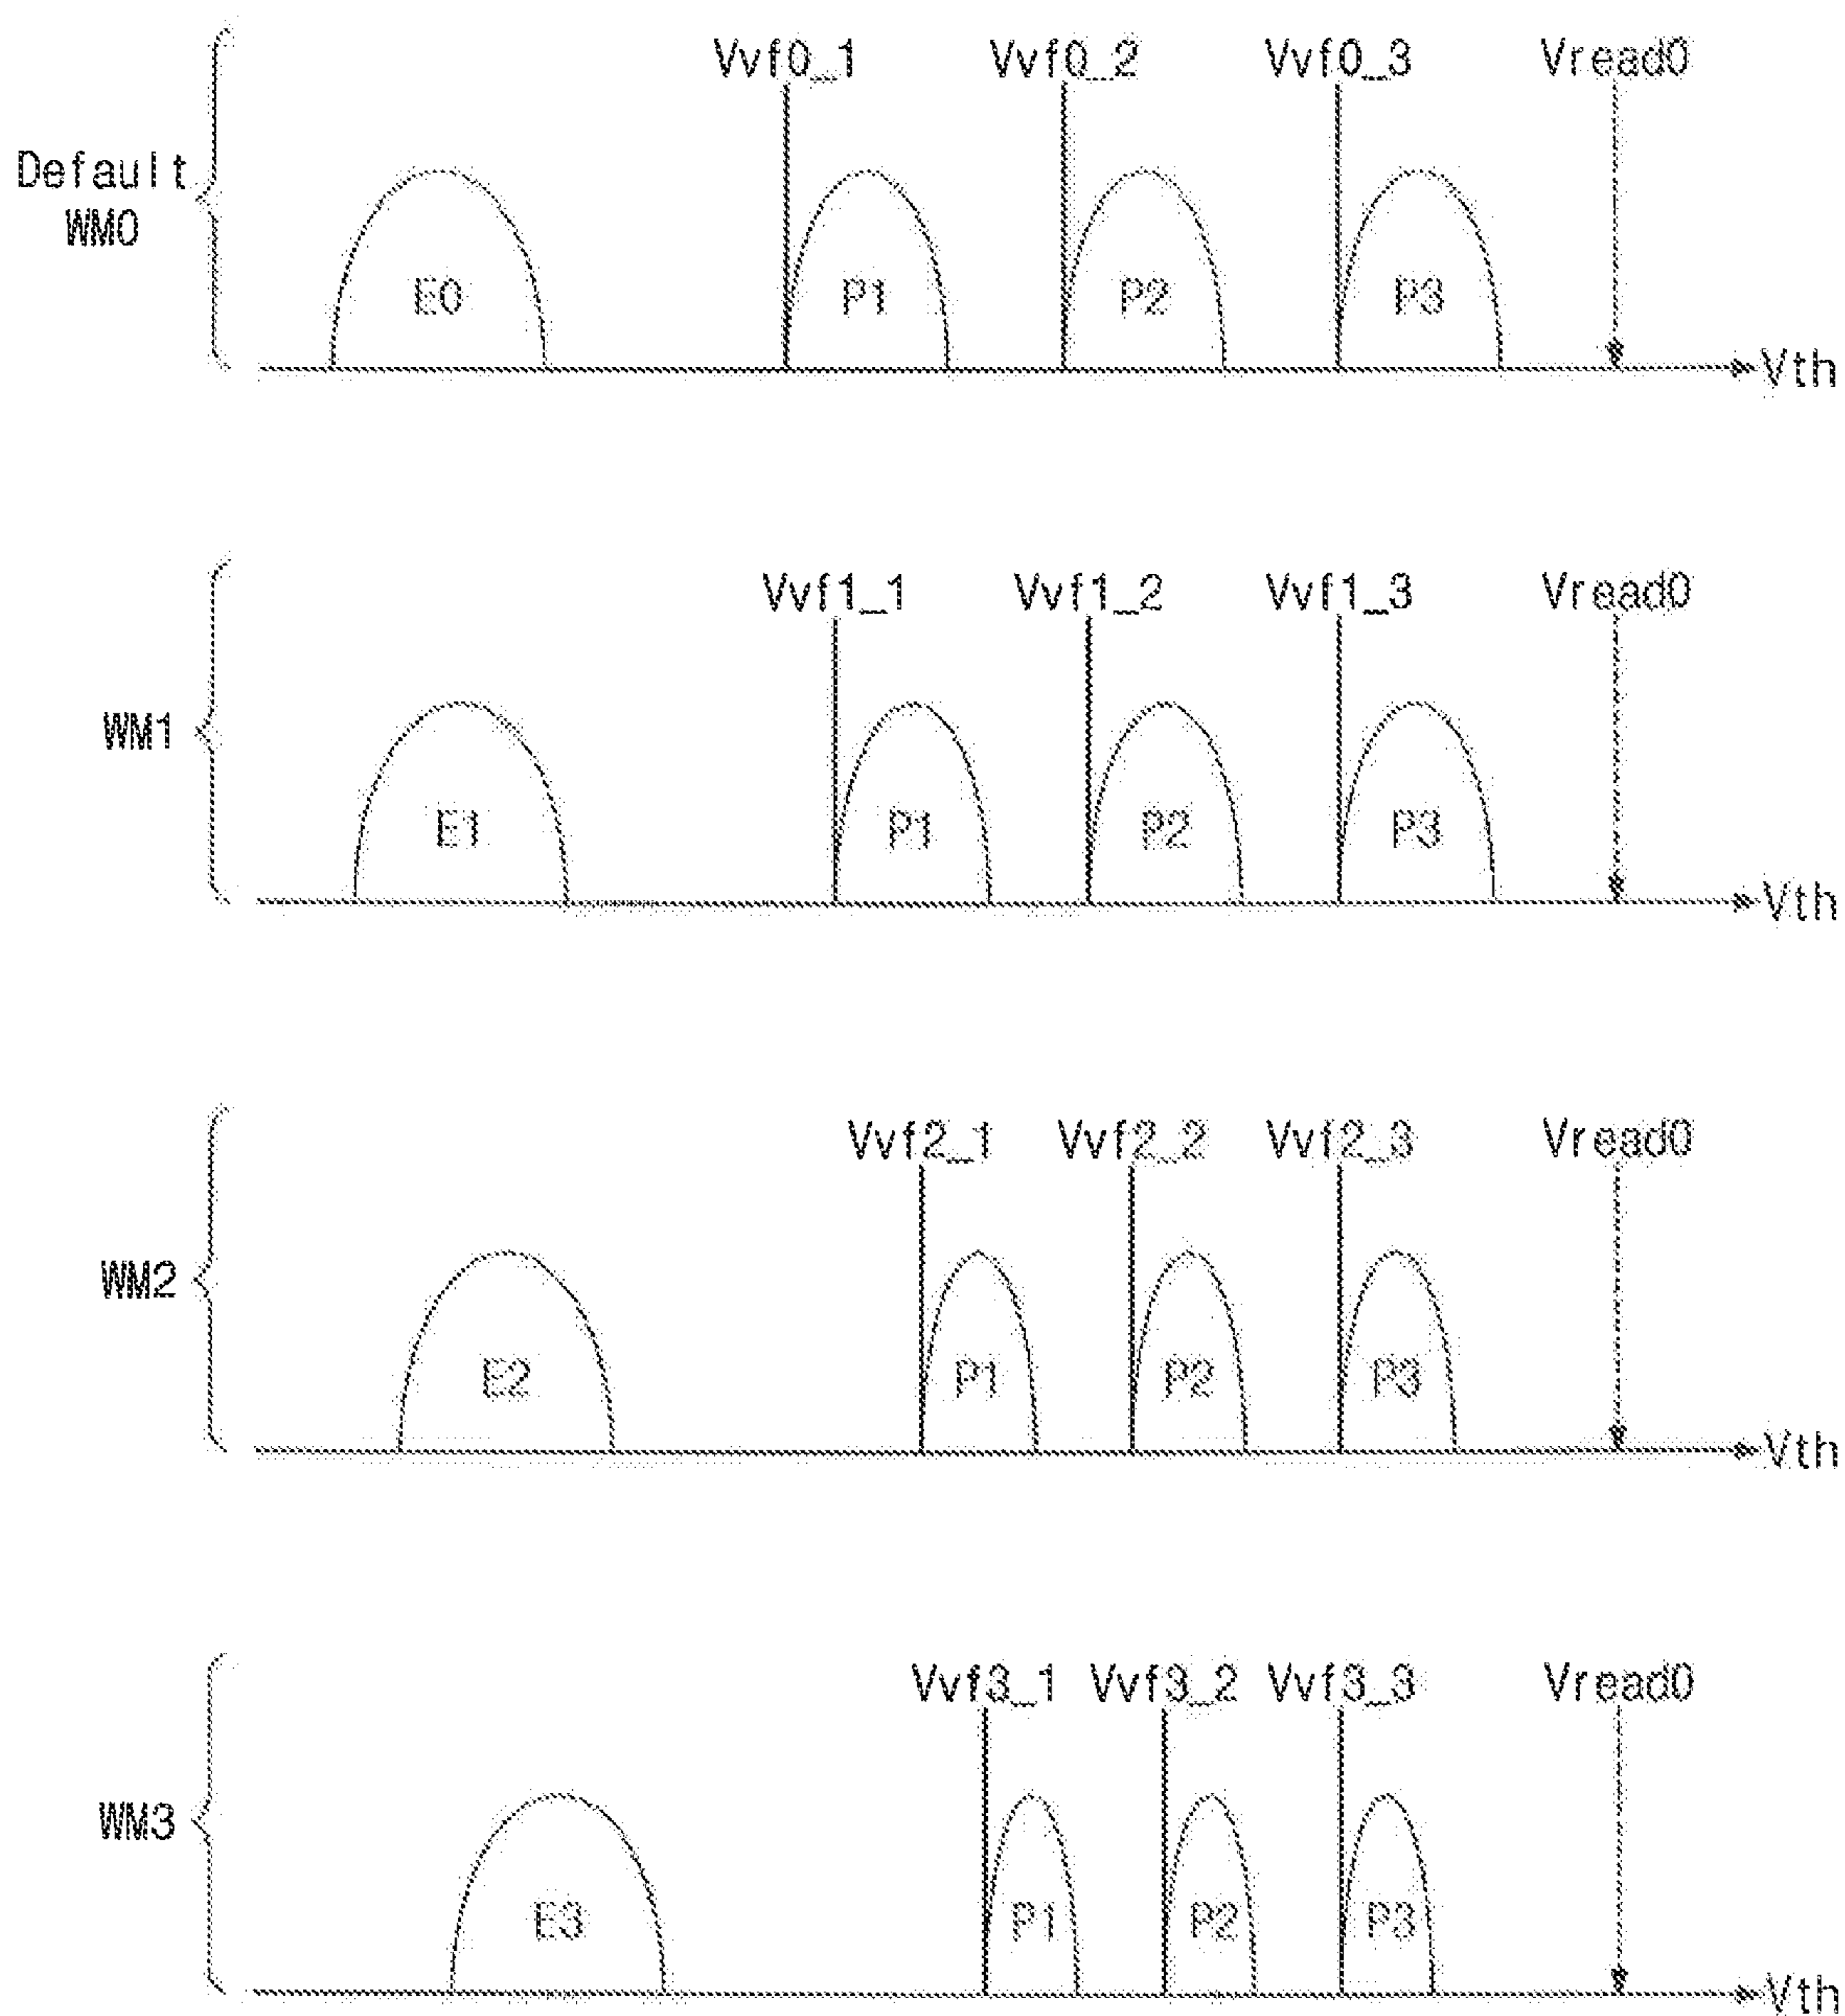 Vvf0_1 Vvf0_2 Vvf0_3 Vread0
Default
WM0
E0 P1 P2 P3
Vth
Vvf1_1 Vvf1_2 Vvf1_3 Vread0
WM1
E1 P1 P2 P3
Vth
Vvf2_1 Vvf2_2 Vvf2_3 Vread0
WM2
E2 P1 P2 P3
Vth
Vvf3_1 Vvf3_2 Vvf3_3 Vread0
WM3
E3 P1 P2 P3
Vth